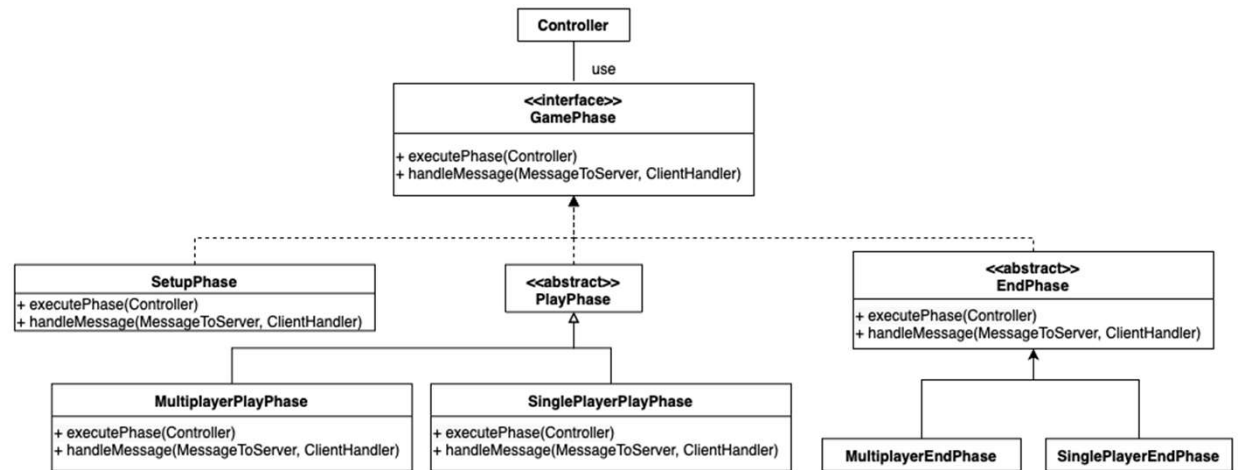 Controller
use
<<interface>>
GamePhase
+ executePhase(Controller)
+ handleMessage(MessageToServer, ClientHandler)
SetupPhase
+ executePhase(Controller)
+ handleMessage(MessageToServer, ClientHandler)
<<abstract>>
PlayPhase
<<abstract>>
EndPhase
+ executePhase(Controller)
+ handleMessage(MessageToServer, ClientHandler)
MultiplayerPlayPhase
+ executePhase(Controller)
+ handleMessage(MessageToServer, ClientHandler)
SinglePlayerPlayPhase
+ executePhase(Controller)
+ handleMessage(MessageToServer, ClientHandler)
MultiplayerEndPhase
SinglePlayerEndPhase